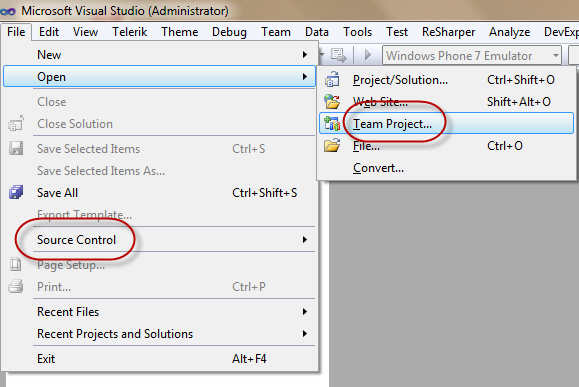 Microsoft Visual Studio (Administrator)
File Edit View Telerik Theme Debug Team Data Tools Test ReSharper Analyze DevExp
New
Open
Close
Close Solution
Save Selected Items Ctrl+S
Save Selected Items As...
Save All Ctrl+Shift+S
Export Template...
Source Control
Page Setup...
Print... Ctrl+P
Recent Files
Recent Projects and Solutions
Exit Alt+F4
Windows Phone 7 Emulator
Project/Solution... Ctrl+Shift+O
Web Site... Shift+Alt+O
Team Project...
File... Ctrl+O
Convert...